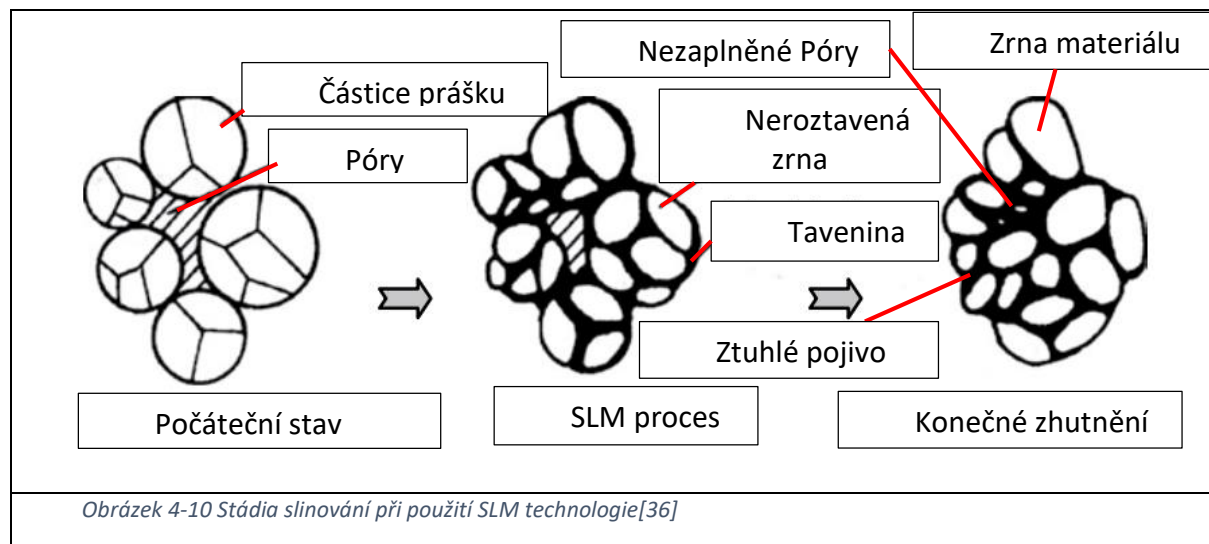 Nezaplněné Póry
Zrna materiálu
Částice prášku
Neroztavená
zrna
Póry
Tavenina
Ztuhlé pojivo
Počáteční stav
SLM proces
Konečné zhutnění
Obrázek 4-10 Stádia slinování při použití SLM technologie[36]